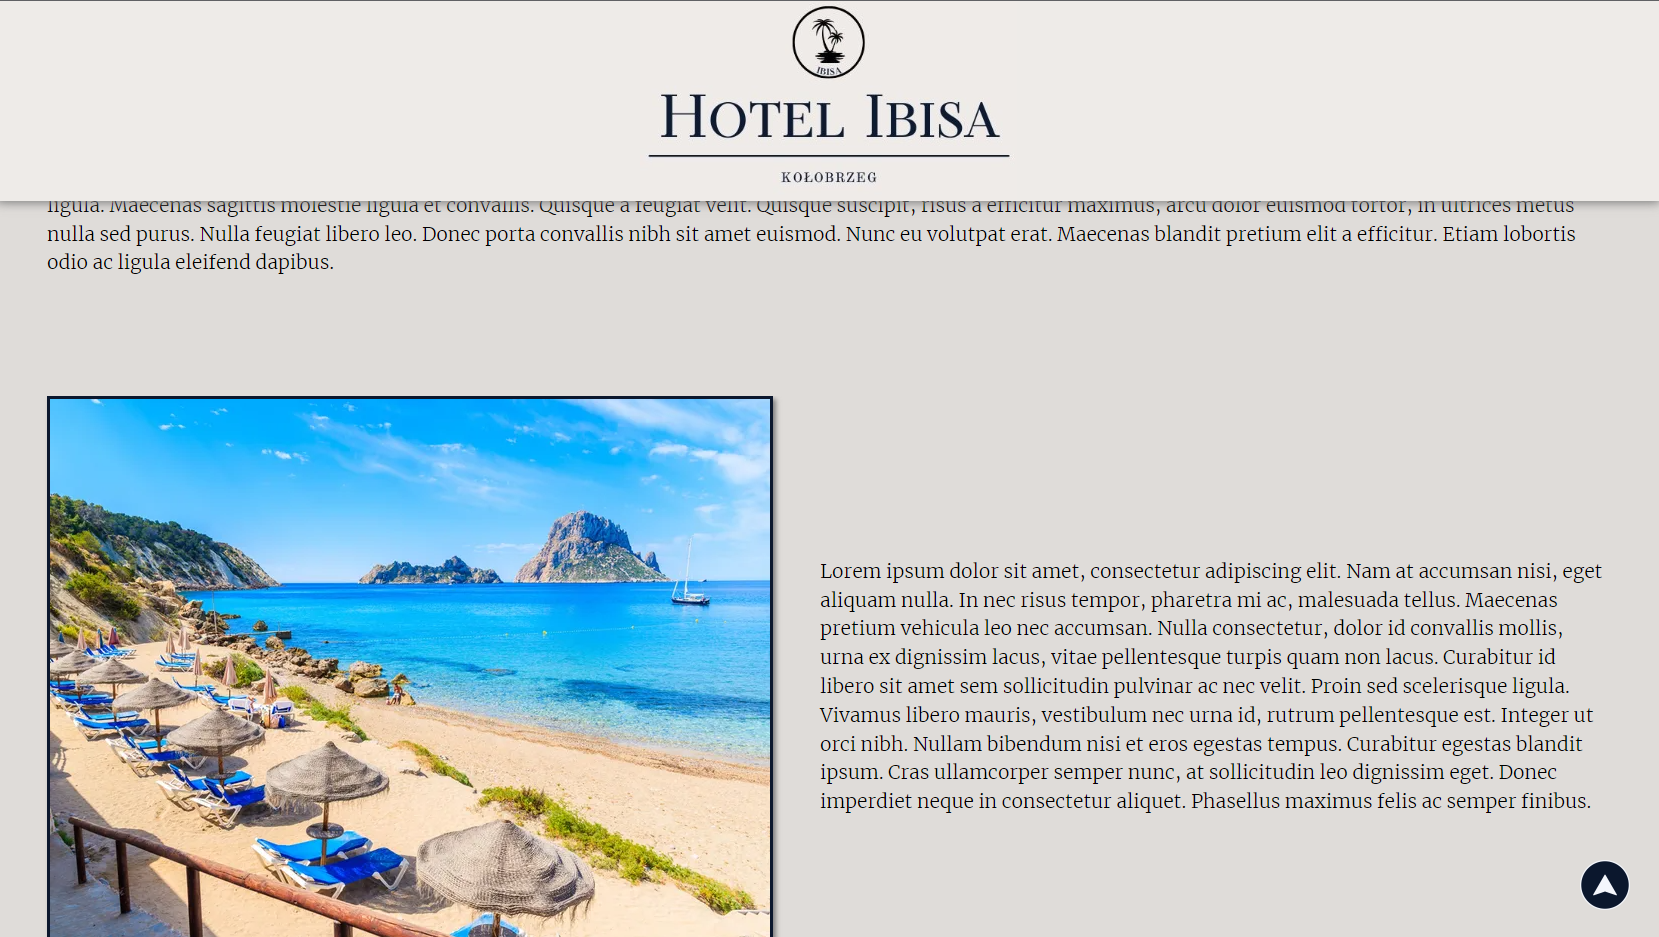 IBISA
HOTEL IBISA
KOŁOBRZEG
ligula. Maecenas sagittis molestie ligula et convallis. Quisque a feugiat velit. Quisque suscipit, risus a efficitur maximus, arcu dolor euismod tortor, in ultrices metus
nulla sed purus. Nulla feugiat libero leo. Donec porta convallis nibh sit amet euismod. Nunc eu volutpat erat. Maecenas blandit pretium elit a efficitur. Etiam lobortis
odio ac ligula eleifend dapibus.
Lorem ipsum dolor sit amet, consectetur adipiscing elit. Nam at accumsan nisi, eget
aliquam nulla. In nec risus tempor, pharetra mi ac, malesuada tellus. Maecenas
pretium vehicula leo nec accumsan. Nulla consectetur, dolor id convallis mollis,
urna ex dignissim lacus, vitae pellentesque turpis quam non lacus. Curabitur id
libero sit amet sem sollicitudin pulvinar ac nec velit. Proin sed scelerisque ligula.
Vivamus libero mauris, vestibulum nec urna id, rutrum pellentesque est. Integer ut
orci nibh. Nullam bibendum nisi et eros egestas tempus. Curabitur egestas blandit
ipsum. Cras ullamcorper semper nunc, at sollicitudin leo dignissim eget. Donec
imperdiet neque in consectetur aliquet. Phasellus maximus felis ac semper finibus.